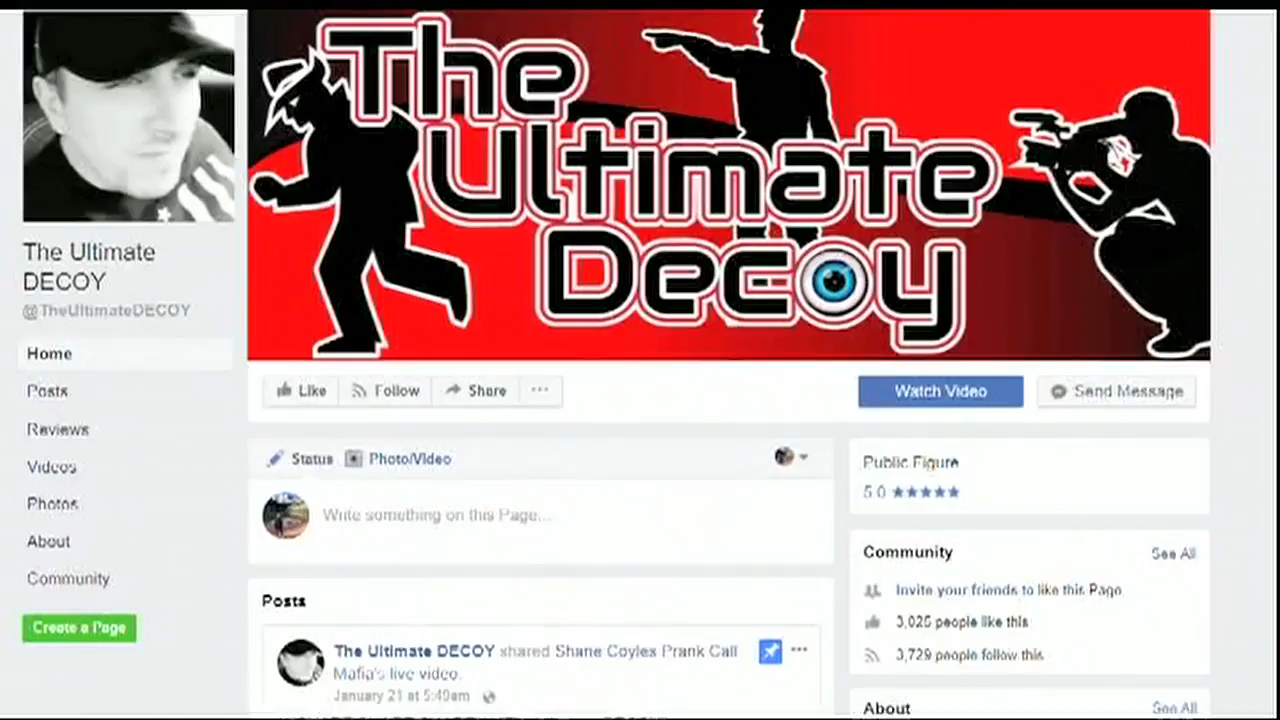 The
Ultimate
Decoy
The Ultimate
DECOY
@TheUltimateDECOY
Home
Posts
Reviews
Videos
Photos
About
Community
Create a Page
Like
Follow
Share
Watch Video
Send Message
Status
Photo/Video
Write something on this Page...
Posts
The Ultimate DECOY shared Shane Coyles Prank Call
Mafia's live video.
January 21 at 5:49am
Public Figure
5.0 ★★★★★
Community
See All
Invite your friends to like this Page
3,025 people like this
3,729 people follow this
About
See All